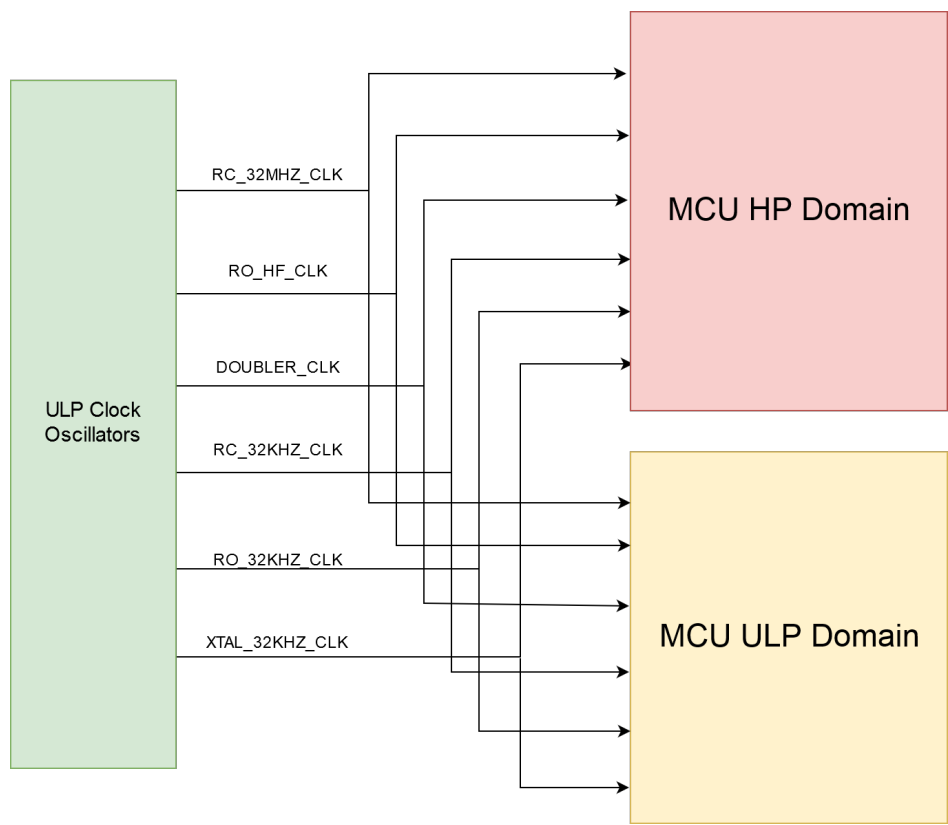 ULP Clock
Oscillators
RC_32MHZ_CLK
RO_HF_CLK
DOUBLER_CLK
RC_32KHZ_CLK
RO_32KHZ_CLK
XTAL_32KHZ_CLK
MCU HP Domain
MCU ULP Domain